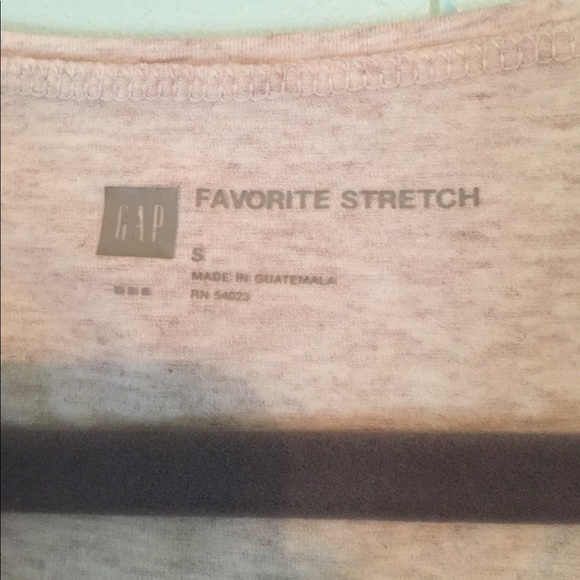 GAP
FAVORITE STRETCH
S
MADE IN GUATEMALA
RN 54023